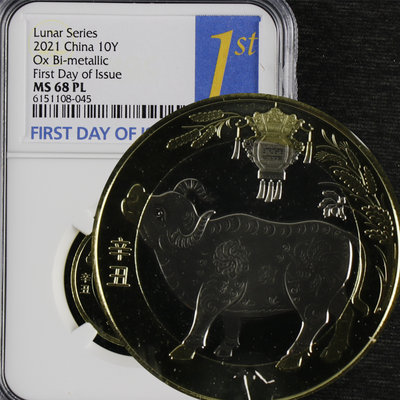 Lunar Series
2021 China 10Y
Ox Bi-metallic
First Day of Issue
MS 68 PL
6151108-045
1st
FIRST DAY OF
辛丑